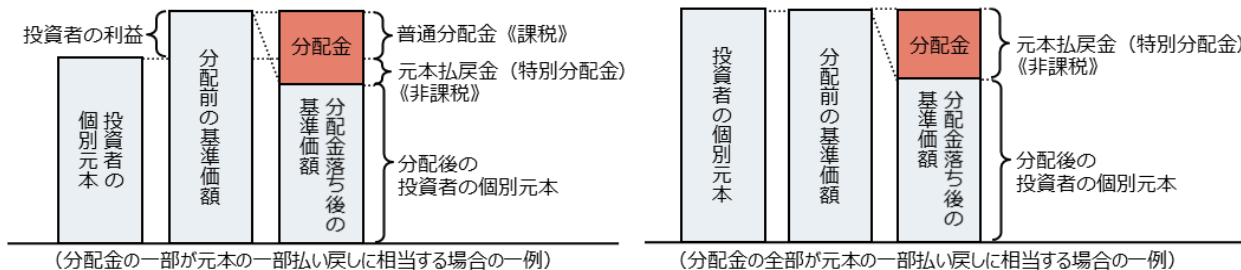 投資者の利益
投資者の
個別元本
分配前の基準価額
分配金
分配金落ち後の
基準価額
普通分配金《課税》
元本払戻金（特別分配金）
《非課税》
分配後の
投資者の個別元本
（分配金の一部が元本の一部払い戻しに相当する場合の一例）
投資者の個別元本
分配前の基準価額
分配金
分配金落ち後の
基準価額
元本払戻金（特別分配金）
《非課税》
分配後の
投資者の個別元本
（分配金の全部が元本の一部払い戻しに相当する場合の一例）